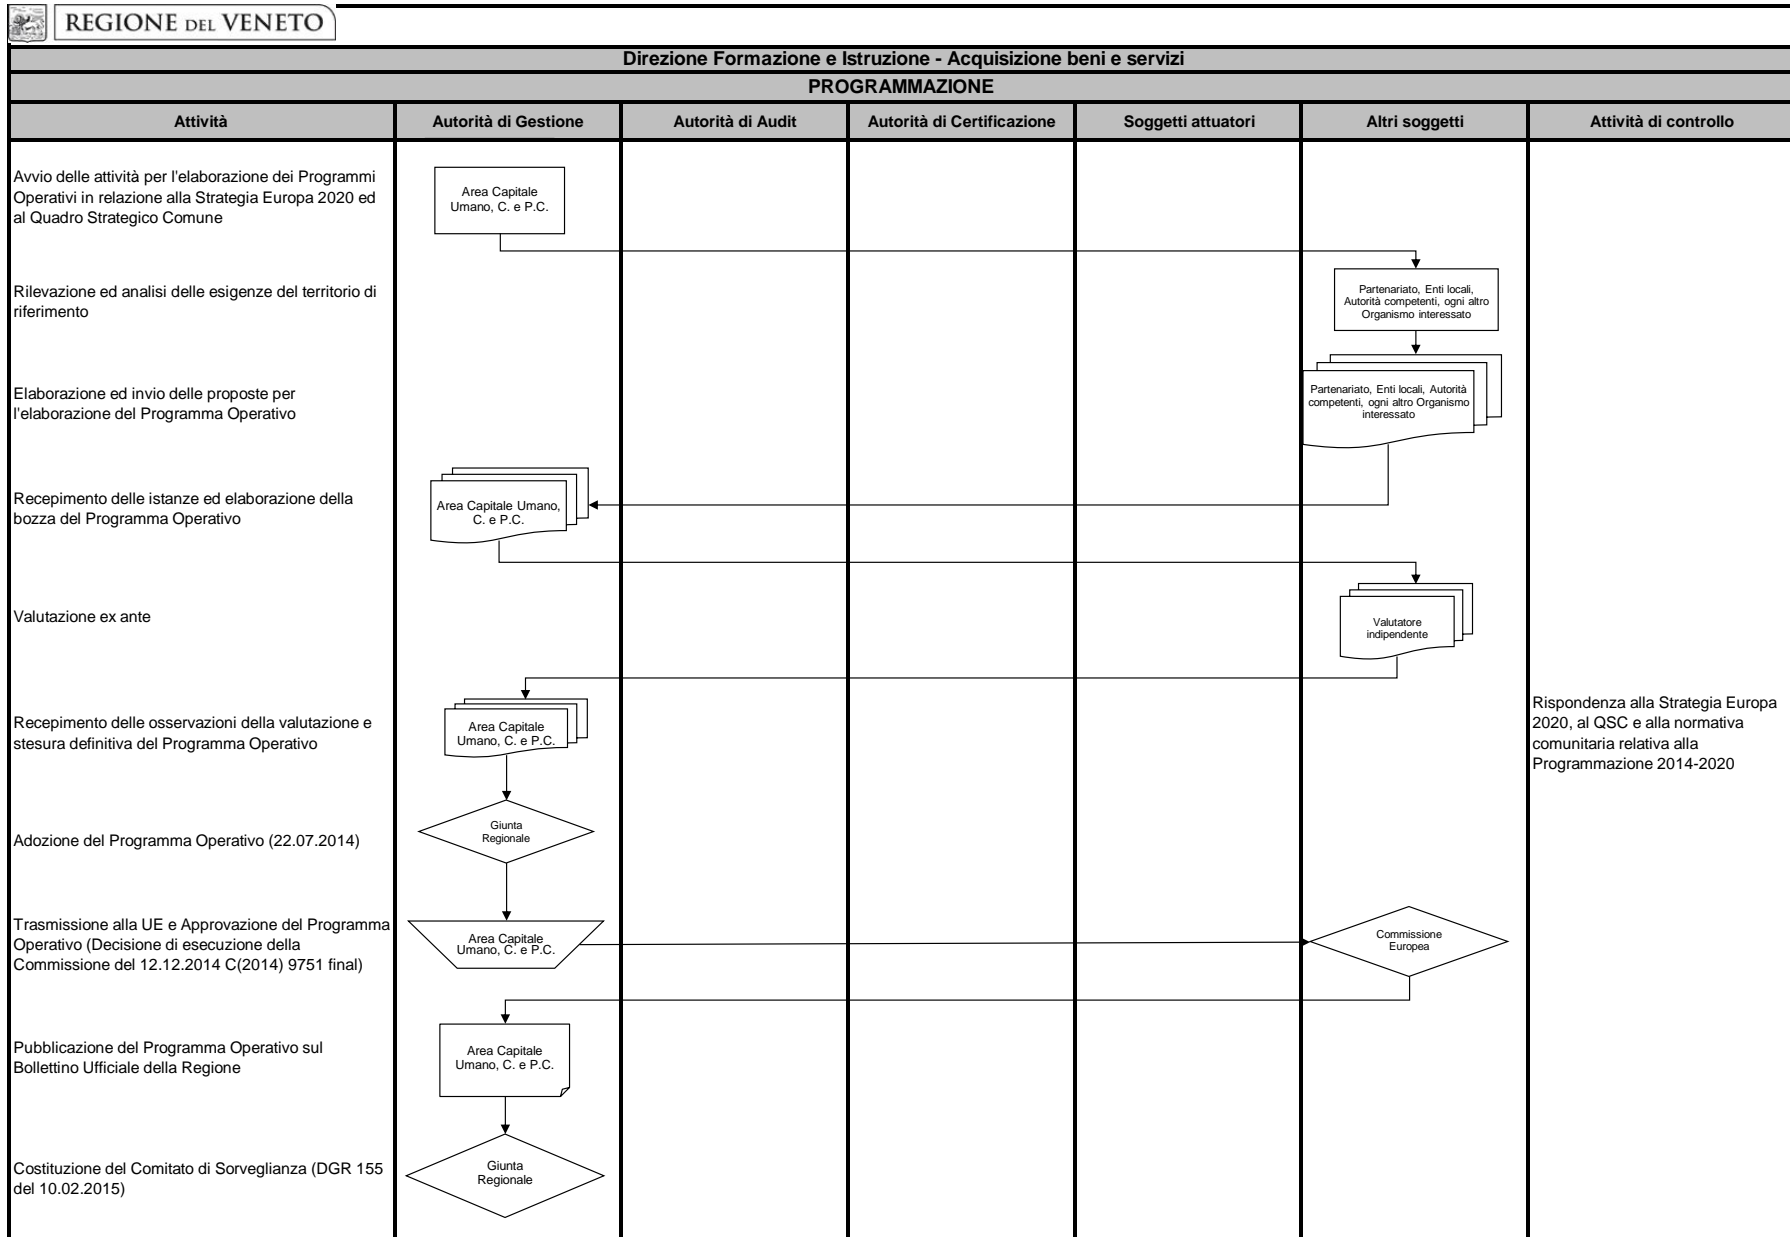 REGIONE DEL VENETO
Direzione Formazione e Istruzione - Acquisizione beni e servizi
PROGRAMMAZIONE
Attività
Autorità di Gestione
Autorità di Audit
Autorità di Certificazione
Soggetti attuatori
Altri soggetti
Attività di controllo
Avvio delle attività per l'elaborazione dei Programmi
Operativi in relazione alla Strategia Europa 2020 ed
al Quadro Strategico Comune
Area Capitale
Umano, C. e P.C.
Rilevazione ed analisi delle esigenze del territorio di
riferimento
Partenariato, Enti locali,
Autorità competenti, ogni altro
Organismo interessato
Elaborazione ed invio delle proposte per
l'elaborazione del Programma Operativo
Partenariato, Enti locali, Autorità
competenti, ogni altro Organismo
interessato
Recepimento delle istanze ed elaborazione della
bozza del Programma Operativo
Area Capitale Umano,
C. e P.C.
Valutazione ex ante
Valutatore
indipendente
Recepimento delle osservazioni della valutazione e
stesura definitiva del Programma Operativo
Area Capitale
Umano, C. e P.C.
Rispondenza alla Strategia Europa
2020, al QSC e alla normativa
comunitaria relativa alla
Programmazione 2014-2020
Adozione del Programma Operativo (22.07.2014)
Giunta
Regionale
Trasmissione alla UE e Approvazione del Programma
Operativo (Decisione di esecuzione della
Commissione del 12.12.2014 C(2014) 9751 final)
Area Capitale
Umano, C. e P.C.
Commissione
Europea
Pubblicazione del Programma Operativo sul
Bollettino Ufficiale della Regione
Area Capitale
Umano, C. e P.C.
Costituzione del Comitato di Sorveglianza (DGR 155
del 10.02.2015)
Giunta
Regionale